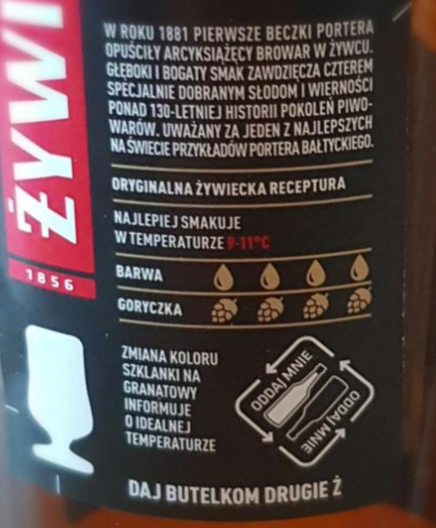 W ROKU 1881 PIERWSZE BECZKI PORTERA
OPUŚCIŁY ARCYKSIĄŻĘCY BROWAR W ŻYWCU.
GŁĘBOKI I BOGATY SMAK ZAWDZIĘCZA CZTEREM
SPECJALNIE DOBRANYM SŁODOM I WIERNOŚCI
PONAD 130-LETNIEJ HISTORII POKOLEŃ PIWO-
WARÓW. UWAŻANY ZA JEDEN Z NAJLEPSZYCH
NA ŚWIECIE PRZYKŁADÓW PORTERA BAŁTYCKIEGO.
ORYGINALNA ŻYWIECKA RECEPTURA
NAJLEPIEJ SMAKUJE
W TEMPERATURZE 9-11°C
BARWA
GORYCZKA
ZMIANA KOLORU
SZKLANKI NA
GRANATOWY
INFORMUJE
O IDEALNEJ
TEMPERATURZE
ODDAJ MNIE
ODDAJ MNIE
DAJ BUTELKOM DRUGIE Ż
ŻYWI
1856